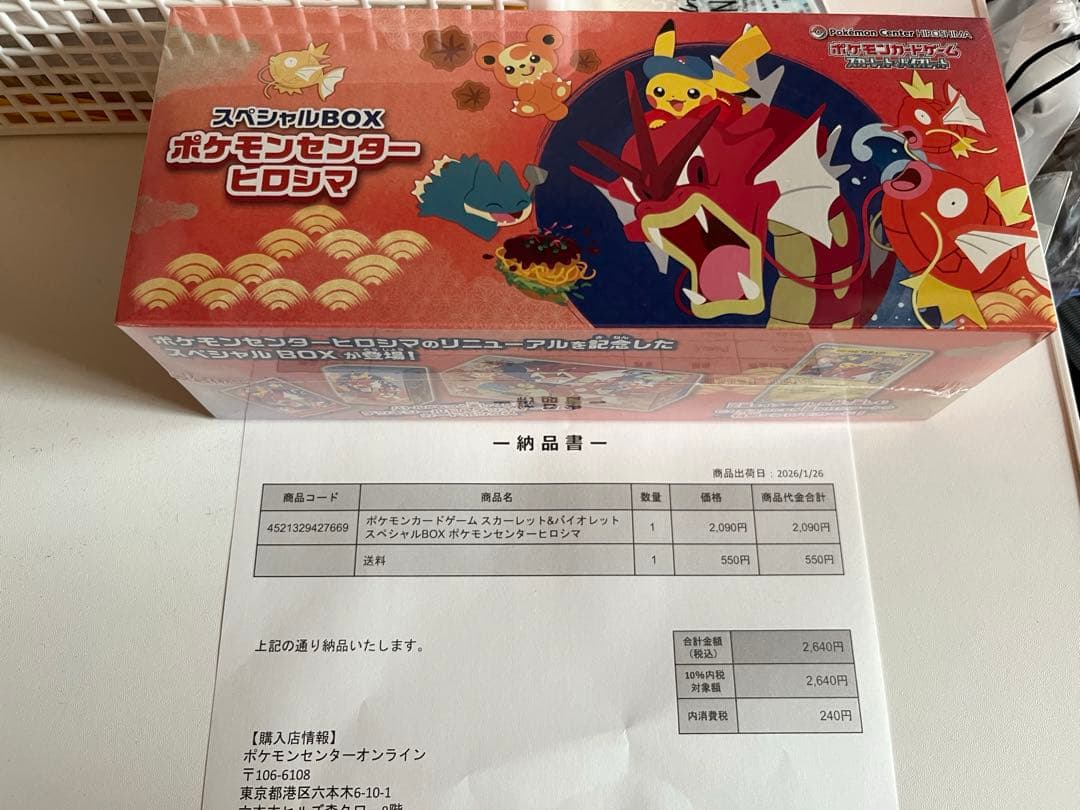 Pokémon Center HIROSHIMA
ポケモンカードゲーム
スカーレット&バイオレット
スペシャルBOX
ポケモンセンター
ヒロシマ
ポケモンセンターヒロシマのリニューアルを記念した
スペシャルBOXが登場!
ー納品書ー
商品出荷日:2026/1/26
商品コード 商品名 数量 価格 商品代金合計
4521329427669 ポケモンカードゲーム スカーレット&バイオレット 1 2,090円 2,090円
スペシャルBOX ポケモンセンターヒロシマ
送料 1 550円 550円
上記の通り納品いたします。
合計金額
(税込) 2,640円
10%内税
対象額 2,640円
内消費税 240円
【購入店情報】
ポケモンセンターオンライン
〒106-6108
東京都港区六本木6-10-1